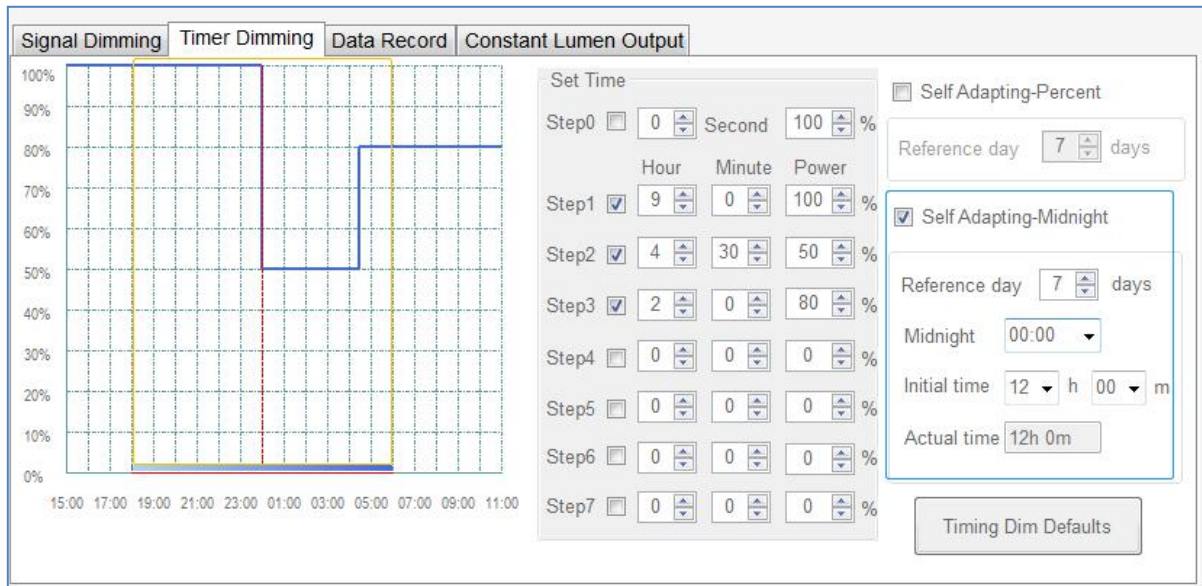 Signal Dimming Timer Dimming Data Record Constant Lumen Output
100%
90%
80%
70%
60%
50%
40%
30%
20%
10%
0%
15:00 17:00 19:00 21:00 23:00 01:00 03:00 05:00 07:00 09:00 11:00
Set Time
Step0 0 Second 100 %
Hour Minute Power
Step1 9 0 100 %
Step2 4 30 50 %
Step3 2 0 80 %
Step4 0 0 0 %
Step5 0 0 0 %
Step6 0 0 0 %
Step7 0 0 0 %
Self Adapting-Percent
Reference day 7 days
Self Adapting-Midnight
Reference day 7 days
Midnight 00:00
Initial time 12 h 00 m
Actual time 12h 0m
Timing Dim Defaults